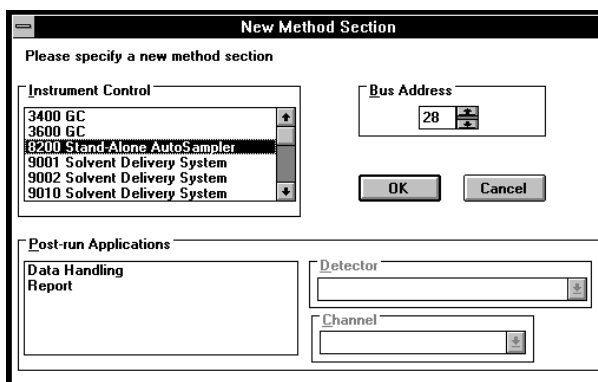 New Method Section
Please specify a new method section
Instrument Control
3400 GC
3600 GC
8200 Stand-Alone AutoSampler
9001 Solvent Delivery System
9002 Solvent Delivery System
9010 Solvent Delivery System
Bus Address
28
OK
Cancel
Post-run Applications
Data Handling
Report
Detector
Channel